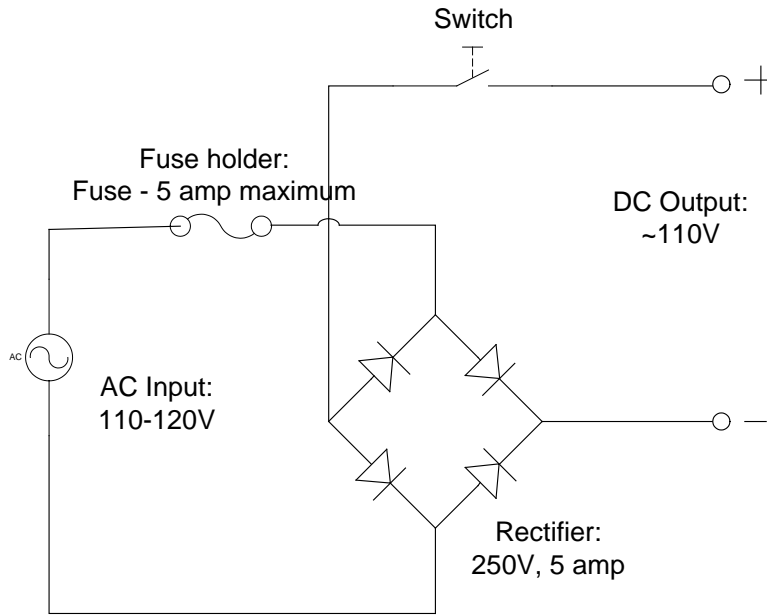 Switch
+
Fuse holder:
Fuse - 5 amp maximum
DC Output:
~110V
AC
AC Input:
110-120V
−
Rectifier:
250V, 5 amp